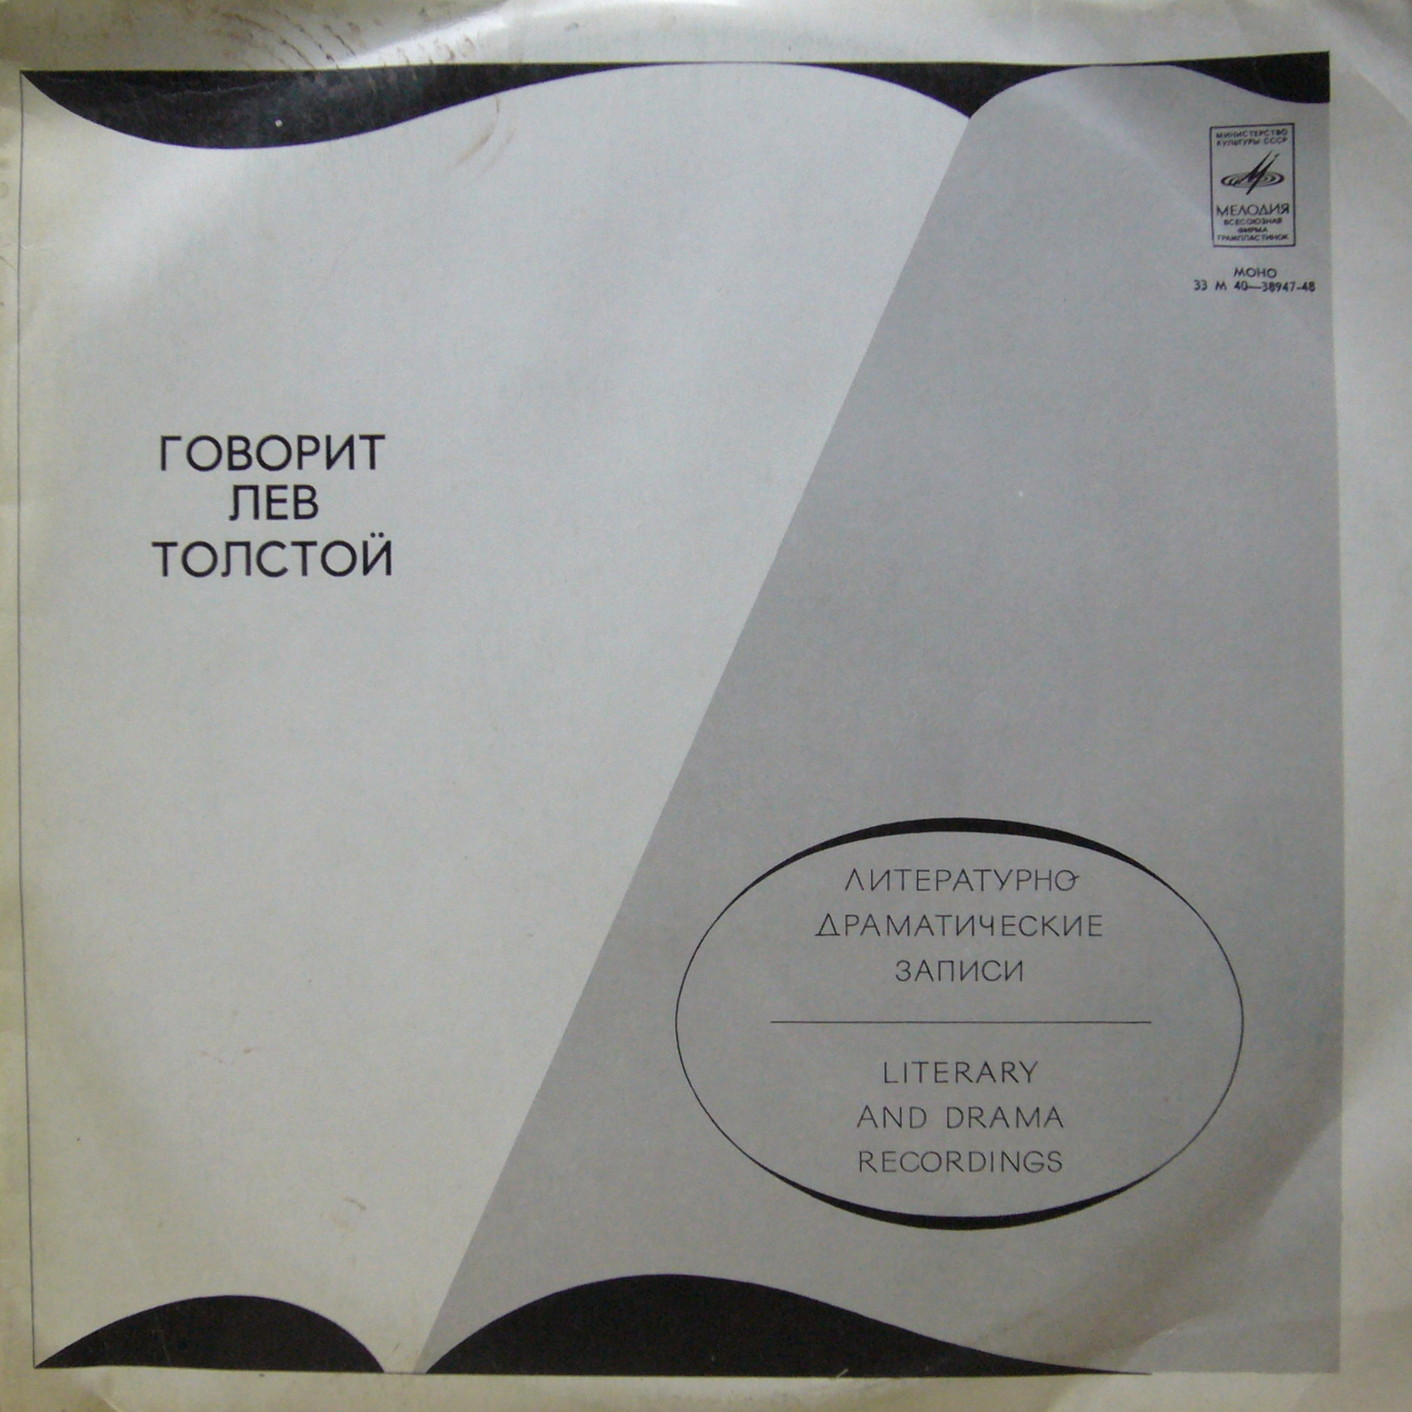 МИНИСТЕРСТВО
КУЛЬТУРЫ СССР
МЕЛОДИЯ
ВСЕСОЮЗНАЯ
ФИРМА
ГРАМПЛАСТИНОК
МОНО
33 М 40—38947-48
ГОВОРИТ
ЛЕВ
ТОЛСТОЙ
ЛИТЕРАТУРНО-
ДРАМАТИЧЕСКИЕ
ЗАПИСИ
LITERARY
AND DRAMA
RECORDINGS